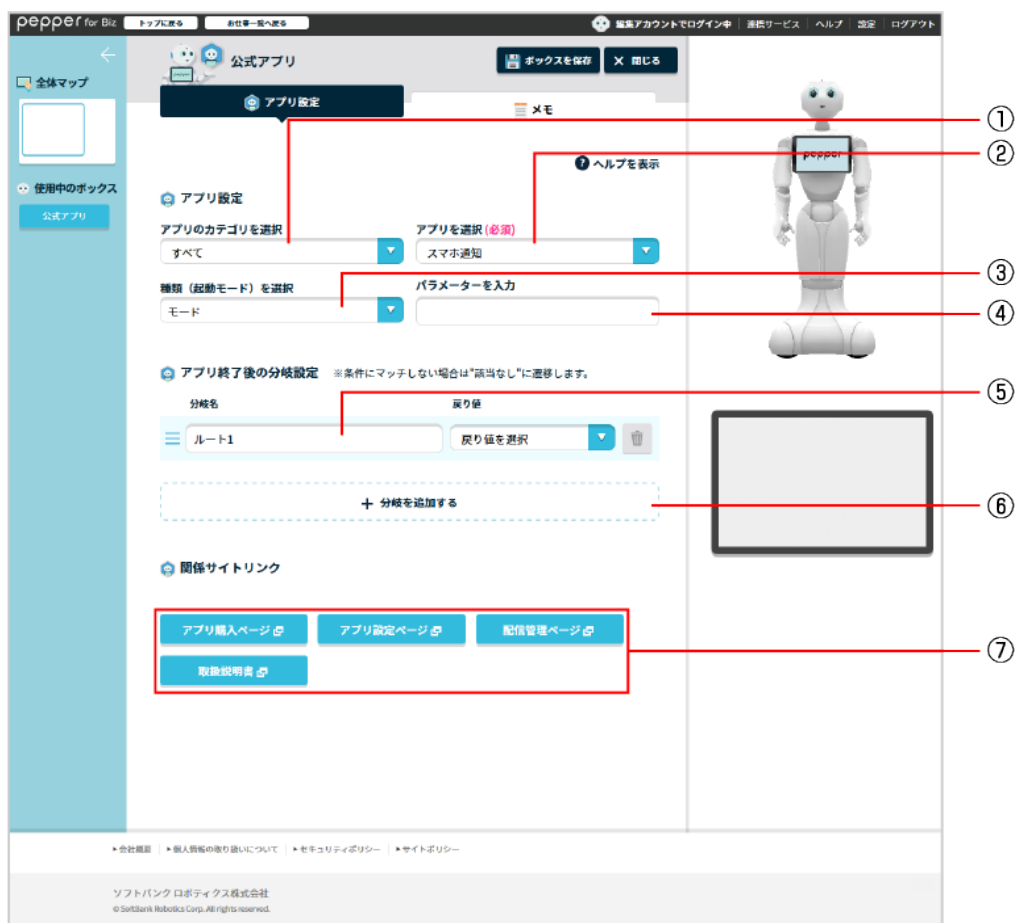 pepper for Biz トップに戻る お仕事一覧へ戻る 編集アカウントでログイン中 連携サービス ヘルプ 設定 ログアウト
全体マップ
使用中のボックス
公式アプリ
公式アプリ
ボックスを保存
× 閉じる
アプリ設定
メモ
pepper
ヘルプを表示
アプリ設定
アプリのカテゴリを選択
アプリを選択(必須)
すべて
スマホ通知
種類（起動モード）を選択
パラメーターを入力
モード
アプリ終了後の分岐設定 ※条件にマッチしない場合は"該当なし"に遷移します。
分岐名
戻り値
ルート1
戻り値を選択
＋ 分岐を追加する
関係サイトリンク
アプリ購入ページ
アプリ設定ページ
配信管理ページ
取扱説明書
①
②
③
④
⑤
⑥
⑦
会社概要 個人情報の取り扱いについて セキュリティポリシー サイトポリシー
ソフトバンク ロボティクス株式会社
© SoftBank Robotics Corp. All rights reserved.